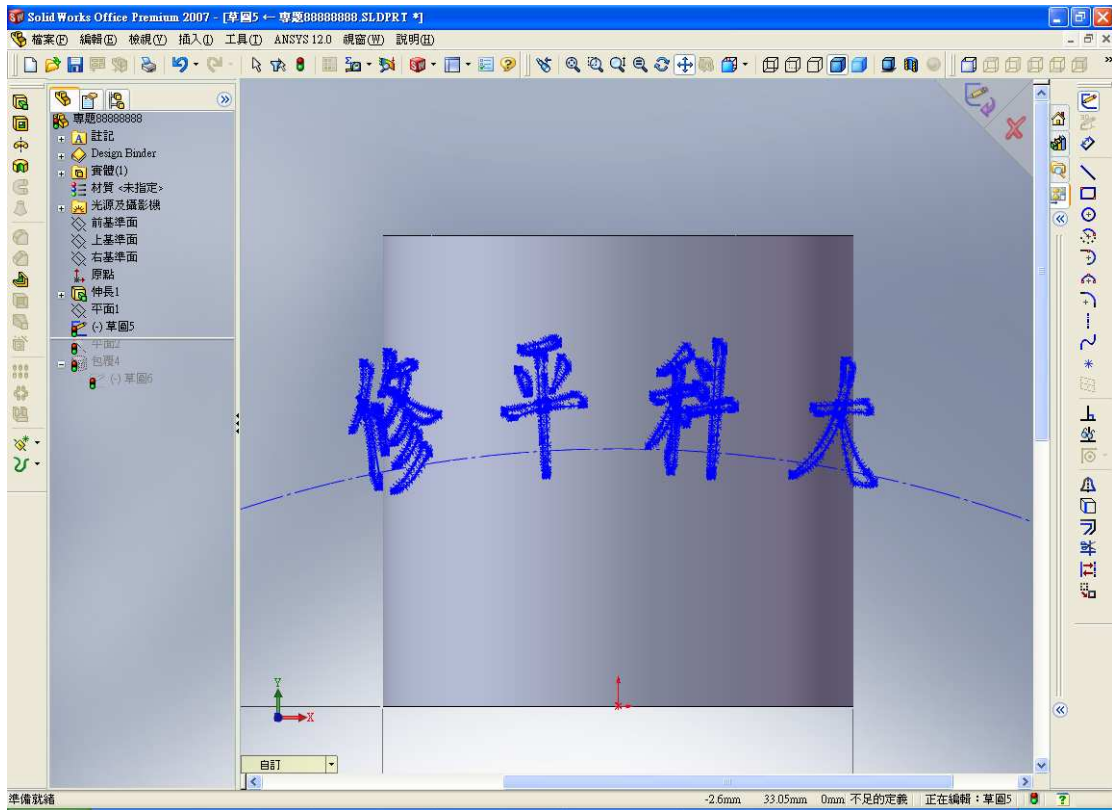 Solid Works Office Premium 2007 - [草圖5 ← 專題88888888.SLDPRT *]
檔案(F) 編輯(E) 檢視(V) 插入(I) 工具(T) ANSYS 12.0 視窗(W) 說明(H)
專題88888888
註記
Design Binder
實體(1)
材質 <未指定>
光源及攝影機
前基準面
上基準面
右基準面
原點
伸長1
平面1
(-) 草圖5
平面2
包覆4
(-) 草圖6
修 平 科 大
Y
X
自訂
準備就緒
-2.6mm 33.05mm 0mm 不足的定義 正在編輯：草圖5